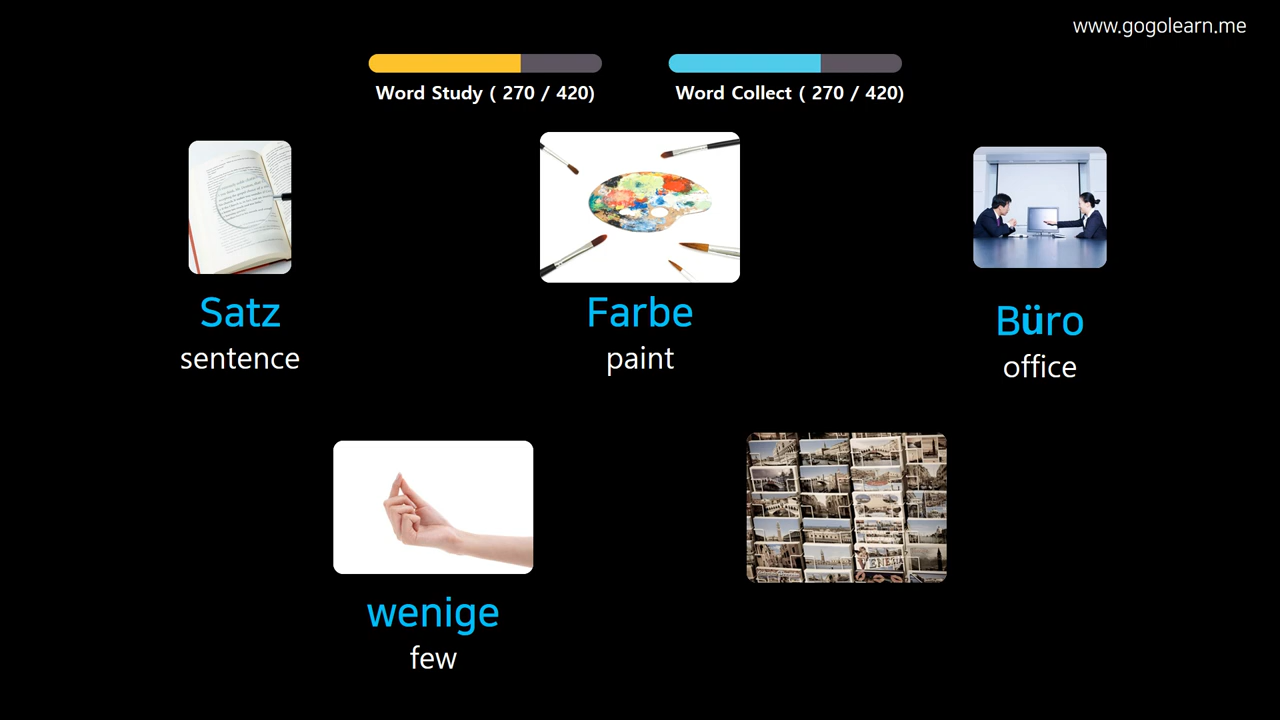 www.gogolearn.me
Word Study ( 270 / 420)
Word Collect ( 270 / 420)
Satz
sentence
Farbe
paint
Büro
office
wenige
few